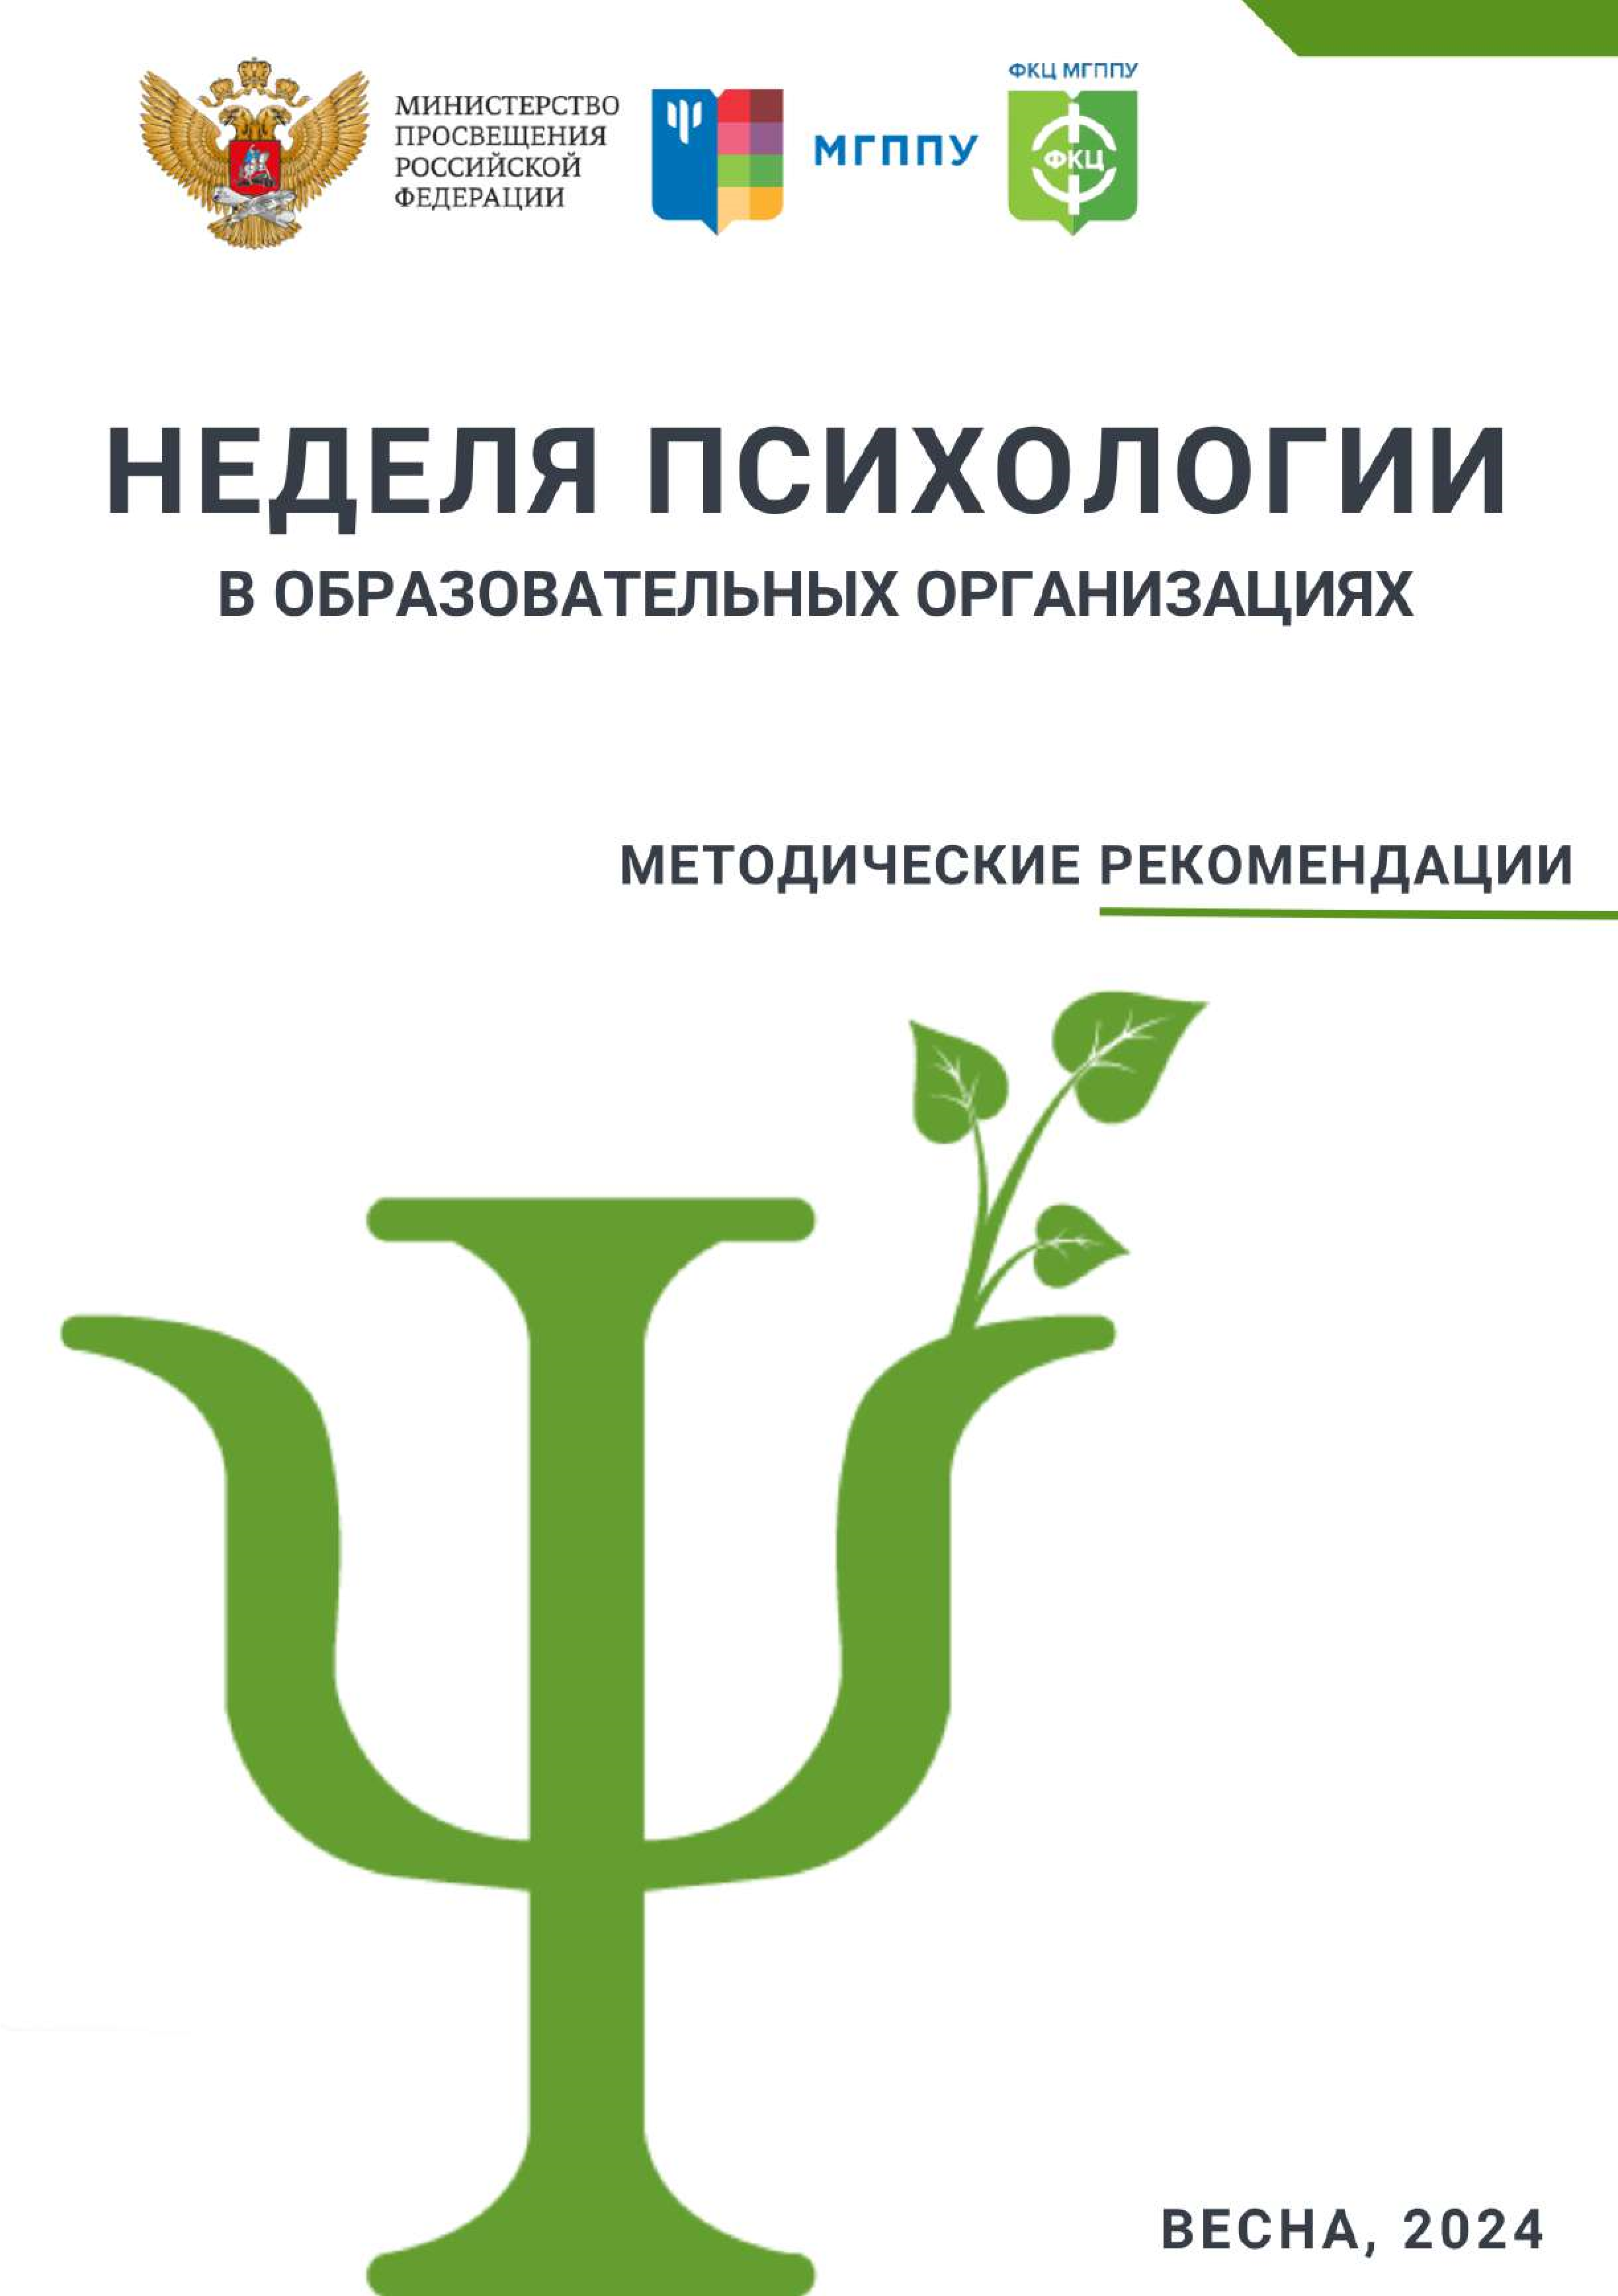 ФКЦ МГППУ
МИНИСТЕРСТВО
ПРОСВЕЩЕНИЯ
РОССИЙСКОЙ
ФЕДЕРАЦИИ
МГППУ
ФКЦ
НЕДЕЛЯ ПСИХОЛОГИИ
В ОБРАЗОВАТЕЛЬНЫХ ОРГАНИЗАЦИЯХ
МЕТОДИЧЕСКИЕ РЕКОМЕНДАЦИИ
ВЕСНА, 2024